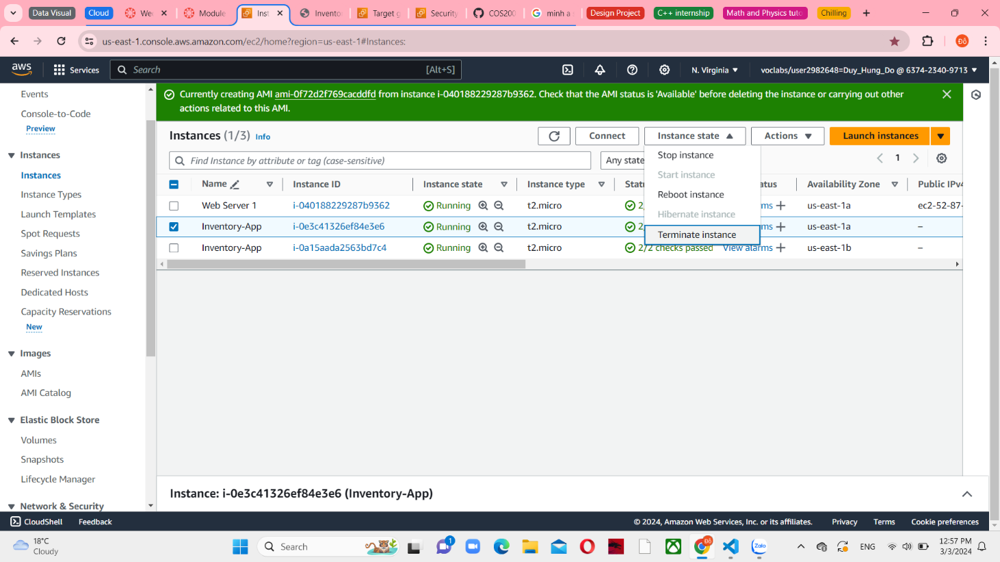 Data Visual
Cloud
Wee
Module
Inst
Inventor
Target g
Security
COS200
minh a
Design Project
C++ internship
Math and Physics tuto
Chilling
us-east-1.console.aws.amazon.com/ec2/home?region=us-east-1#Instances:
Đỗ
aws
Services
Search
[Alt+S]
N. Virginia
voclabs/user2982648=Duy_Hung_Do @ 6374-2340-9713
Events
Console-to-Code
Preview
Instances
Instances
Instance Types
Launch Templates
Spot Requests
Savings Plans
Reserved Instances
Dedicated Hosts
Capacity Reservations
New
Images
AMIs
AMI Catalog
Elastic Block Store
Volumes
Snapshots
Lifecycle Manager
Network & Security
Currently creating AMI ami-0f72d2f769cacddfd from instance i-040188229287b9362. Check that the AMI status is 'Available' before deleting the instance or carrying out other
actions related to this AMI.
Instances (1/3) Info
Connect
Instance state
Actions
Launch instances
Find Instance by attribute or tag (case-sensitive)
Any state
1
Stop instance
Start instance
Reboot instance
Hibernate instance
Terminate instance
Name Instance ID Instance state Instance type Statu atus Availability Zone Public IPv4
Web Server 1 i-040188229287b9362 Running t2.micro 2 ms + us-east-1a ec2-52-87-
Inventory-App i-0e3c41326ef84e3e6 Running t2.micro 2 ms + us-east-1a –
Inventory-App i-0a15aada2563bd7c4 Running t2.micro 2/2 checks passed View alarms + us-east-1b –
Instance: i-0e3c41326ef84e3e6 (Inventory-App)
CloudShell
Feedback
© 2024, Amazon Web Services, Inc. or its affiliates.
Privacy
Terms
Cookie preferences
18°C
Cloudy
Search
1
Đỗ
Zalo
ENG
12:57 PM
3/3/2024